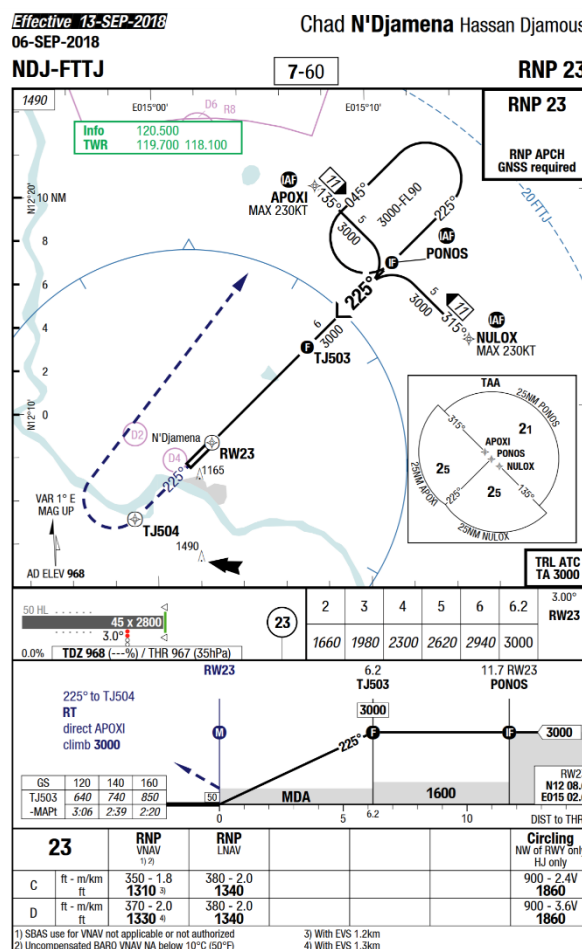 Effective 13-SEP-2018
06-SEP-2018
Chad N'Djamena Hassan Djamous
NDJ-FTTJ
7-60
RNP 23
1490
E015°00'
D6
R8
E015°10'
RNP 23
RNP APCH
GNSS required
Info 120.500
TWR 119.700 118.100
IAF
APOXI
MAX 230KT
11
135°
045°
5
3000
3000-FL90
225°
20 FTTJ
N12°20'
10 NM
8
6
4
2
0
N12°10'
IAF
IF
PONOS
225°
5
3000
11
315°
IAF
NULOX
MAX 230KT
6
3000
F
TJ503
TAA
25NM PONOS
315°
21
APOXI
PONOS
NULOX
25
25
225°
135°
25NM APOXI
25NM NULOX
D2
N'Djamena
D4
RW23
225°
1165
TJ504
1490
VAR 1° E
MAG UP
AD ELEV 968
TRL ATC
TA 3000
50 HL
45 x 2800
3.0°
0.0%
TDZ 968 (---%) / THR 967 (35hPa)
23
2 3 4 5 6 6.2
1660 1980 2300 2620 2940 3000
3.00°
RW23
RW23
6.2
TJ503
11.7 RW23
PONOS
225° to TJ504
RT
direct APOXI
climb 3000
3000
M
F
IF
3000
225°
GS 120 140 160
TJ503 640 740 850
-MAPt 3:06 2:39 2:20
50
MDA
1600
RW2
N12 08.
E015 02.
0 5 6.2 10 DIST to THR
23
RNP VNAV 1) 2)
RNP LNAV
Circling
NW of RWY only
HJ only
C ft - m/km 350 - 1.8 380 - 2.0 900 - 2.4V
ft 1310 3) 1340 1860
D ft - m/km 370 - 2.0 380 - 2.0 900 - 3.6V
ft 1330 4) 1340 1860
1) SBAS use for VNAV not applicable or not authorized
3) With EVS 1.2km
2) Uncompensated BARO VNAV NA below 10°C (50°F)
4) With EVS 1.3km